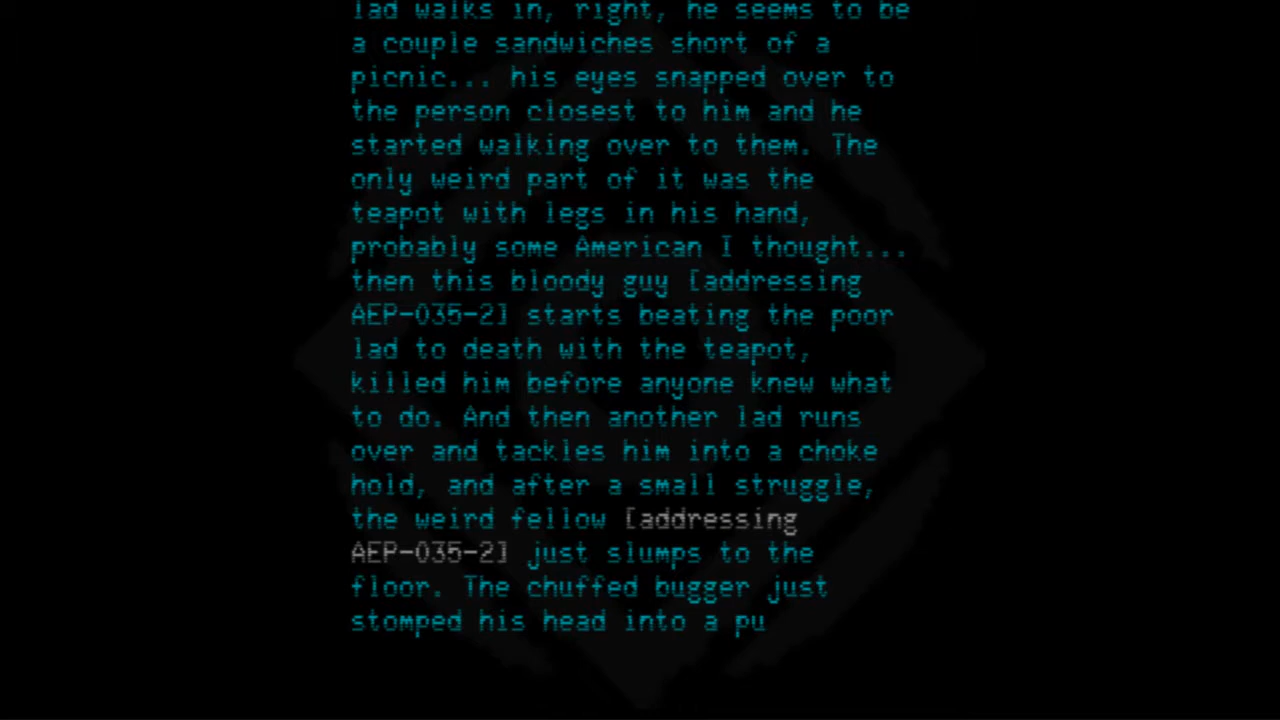 lad walks in, right, he seems to be
a couple sandwiches short of a
picnic... his eyes snapped over to
the person closest to him and he
started walking over to them. The
only weird part of it was the
teapot with legs in his hand,
probably some American I thought...
then this bloody guy [addressing
AEP-035-2] starts beating the poor
lad to death with the teapot,
killed him before anyone knew what
to do. And then another lad runs
over and tackles him into a choke
hold, and after a small struggle,
the weird fellow [addressing
AEP-035-2] just slumps to the
floor. The chuffed bugger just
stomped his head into a pu